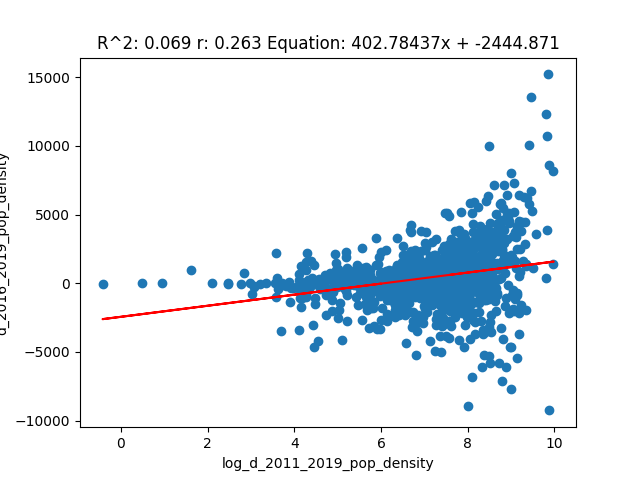 R^2: 0.069 r: 0.263 Equation: 402.78437x + -2444.871
15000
10000
5000
0
−5000
−10000
d_2016_2019_pop_density
0 2 4 6 8 10
log_d_2011_2019_pop_density